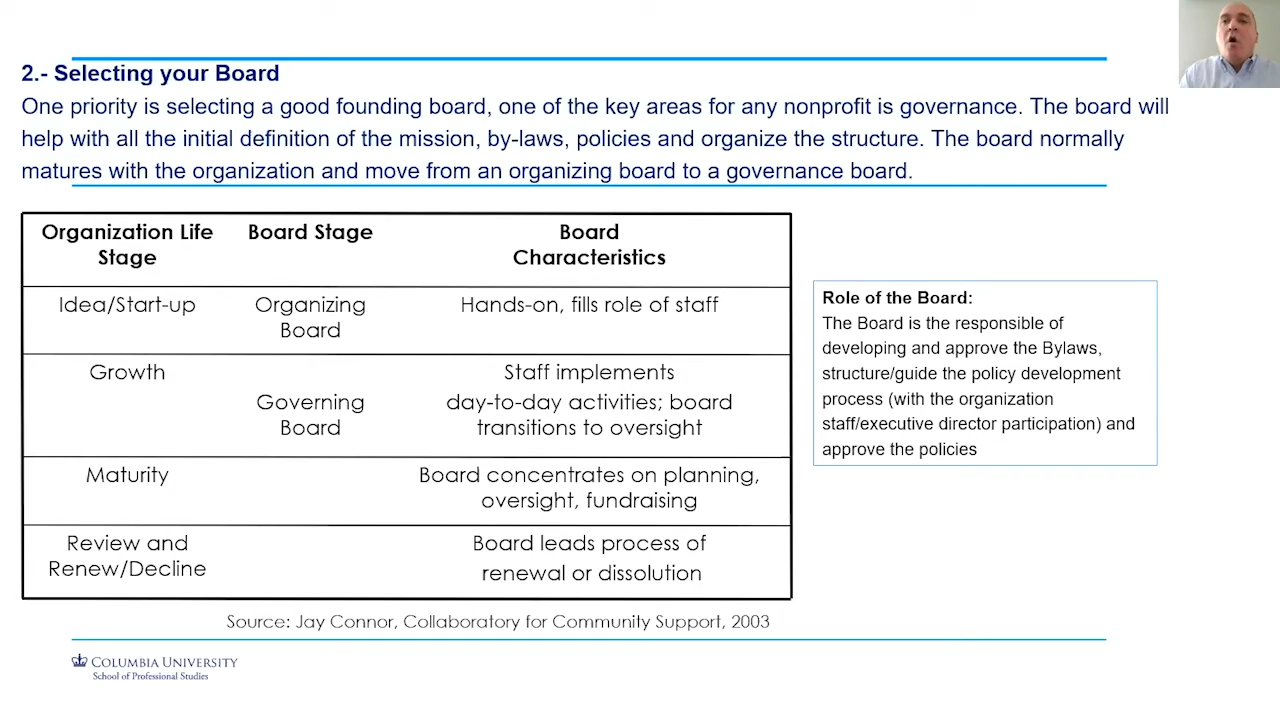 2.- Selecting your Board
One priority is selecting a good founding board, one of the key areas for any nonprofit is governance. The board will
help with all the initial definition of the mission, by-laws, policies and organize the structure. The board normally
matures with the organization and move from an organizing board to a governance board.
Organization Life
Stage
Board Stage
Board
Characteristics
Idea/Start-up
Organizing
Board
Hands-on, fills role of staff
Growth
Governing
Board
Staff implements
day-to-day activities; board
transitions to oversight
Maturity
Board concentrates on planning,
oversight, fundraising
Review and
Renew/Decline
Board leads process of
renewal or dissolution
Source: Jay Connor, Collaboratory for Community Support, 2003
Role of the Board:
The Board is the responsible of
developing and approve the Bylaws,
structure/guide the policy development
process (with the organization
staff/executive director participation) and
approve the policies
COLUMBIA UNIVERSITY
School of Professional Studies